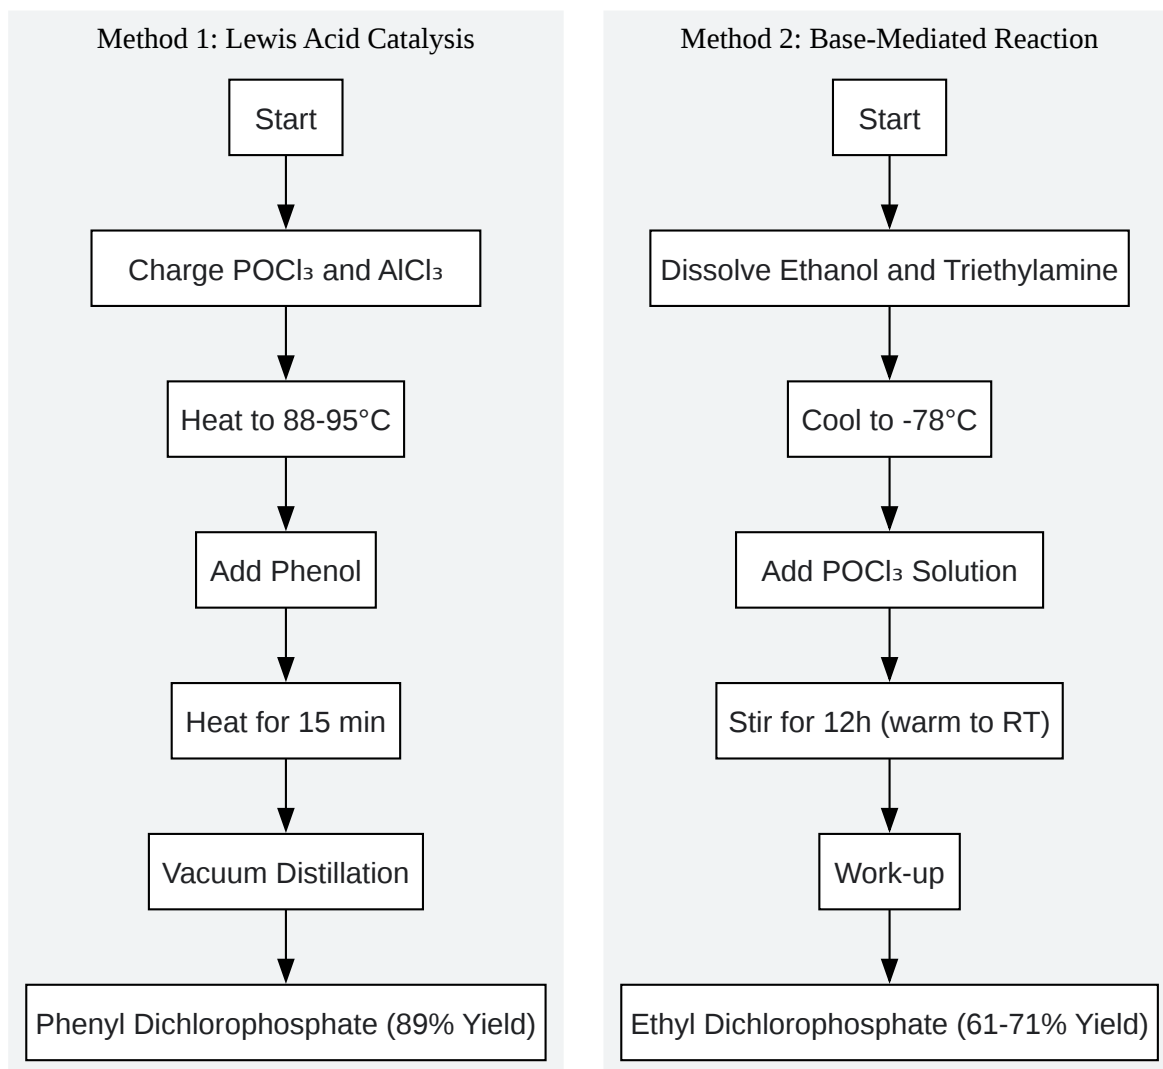 Method 1: Lewis Acid Catalysis
Start
Charge POCl₃ and AlCl₃
Heat to 88-95°C
Add Phenol
Heat for 15 min
Vacuum Distillation
Phenyl Dichlorophosphate (89% Yield)
Method 2: Base-Mediated Reaction
Start
Dissolve Ethanol and Triethylamine
Cool to -78°C
Add POCl₃ Solution
Stir for 12h (warm to RT)
Work-up
Ethyl Dichlorophosphate (61-71% Yield)